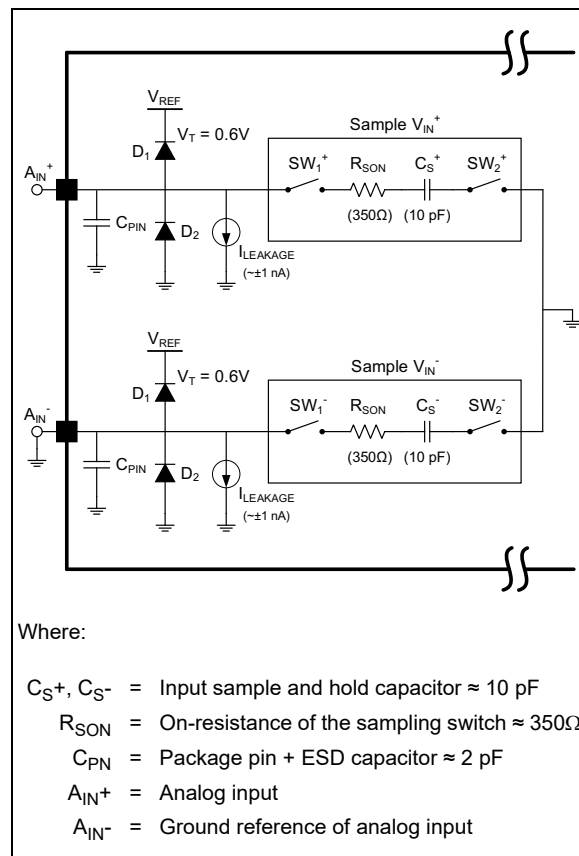 V_REF
V_T = 0.6V
D_1
Sample V_IN^+
A_IN^+
SW_1^+ R_SON C_S^+ SW_2^+
C_PIN
D_2
(350Ω) (10 pF)
I_LEAKAGE
(~±1 nA)
V_REF
V_T = 0.6V
D_1
Sample V_IN^-
A_IN^-
SW_1^- R_SON C_S^- SW_2^-
C_PIN
D_2
(350Ω) (10 pF)
I_LEAKAGE
(~±1 nA)
Where:
C_S+, C_S- = Input sample and hold capacitor ≈ 10 pF
R_SON = On-resistance of the sampling switch ≈ 350Ω
C_PN = Package pin + ESD capacitor ≈ 2 pF
A_IN+ = Analog input
A_IN- = Ground reference of analog input